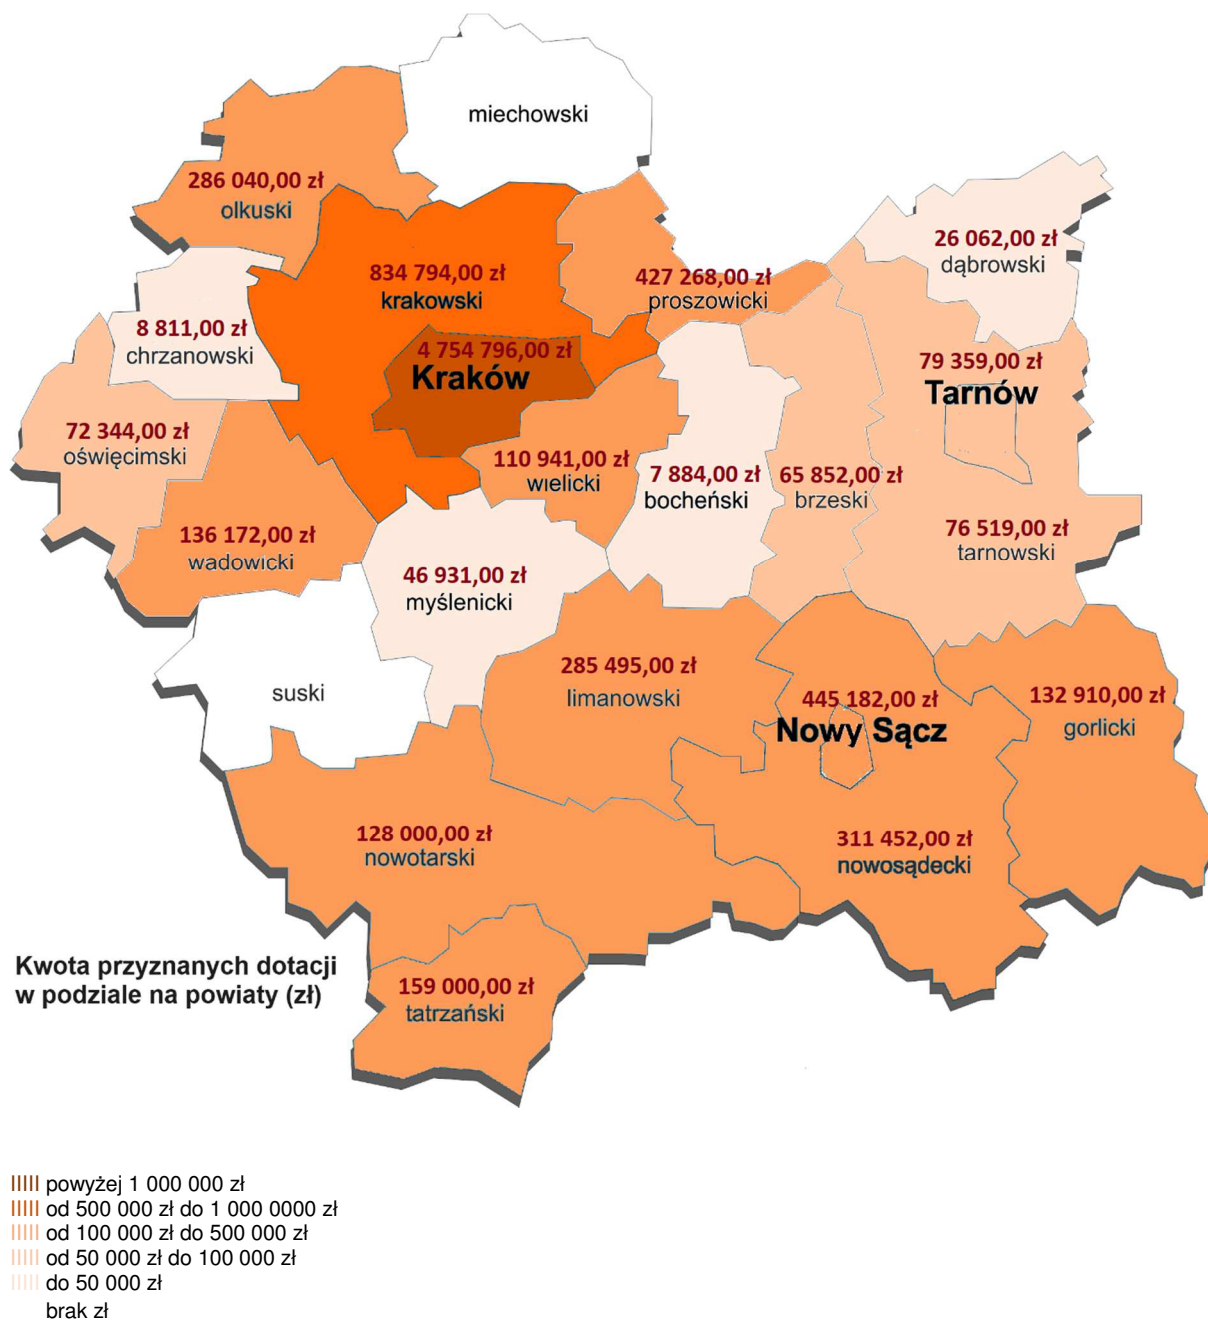 miechowski
286 040,00 zł
olkuski
26 062,00 zł
dąbrowski
834 794,00 zł
krakowski
427 268,00 zł
proszowicki
8 811,00 zł
chrzanowski
4 754 796,00 zł
Kraków
79 359,00 zł
Tarnów
72 344,00 zł
oświęcimski
110 941,00 zł
wielicki
7 884,00 zł
bocheński
65 852,00 zł
brzeski
136 172,00 zł
wadowicki
76 519,00 zł
tarnowski
46 931,00 zł
myślenicki
285 495,00 zł
limanowski
suski
445 182,00 zł
Nowy Sącz
132 910,00 zł
gorlicki
128 000,00 zł
nowotarski
311 452,00 zł
nowosądecki
Kwota przyznanych dotacji
w podziale na powiaty (zł)
159 000,00 zł
tatrzański
powyżej 1 000 000 zł
od 500 000 zł do 1 000 0000 zł
od 100 000 zł do 500 000 zł
od 50 000 zł do 100 000 zł
do 50 000 zł
brak zł